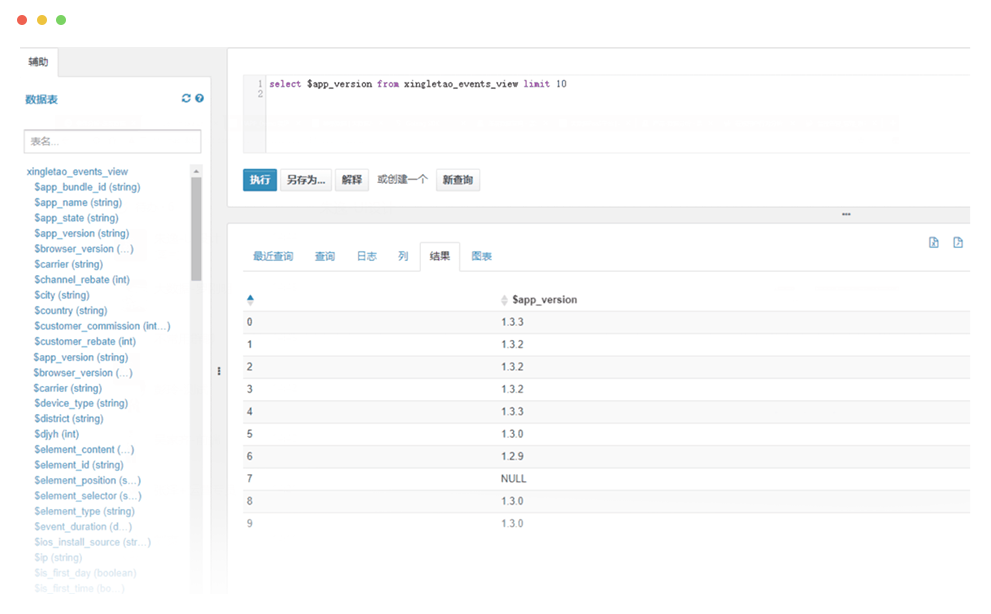 辅助
数据表
表名...
xingletao_events_view
$app_bundle_id (string)
$app_name (string)
$app_state (string)
$app_version (string)
$browser_version (...)
$carrier (string)
$channel_rebate (int)
$city (string)
$country (string)
$customer_commission (int...)
$customer_rebate (int)
$app_version (string)
$browser_version (...)
$carrier (string)
$device_type (string)
$district (string)
$djyh (int)
$element_content (...)
$element_id (string)
$element_position (s...)
$element_selector (s...)
$element_type (string)
$event_duration (d...)
$ios_install_source (str...)
$ip (string)
$is_first_day (boolean)
$is_first_time (bo...)
1 select $app_version from xingletao_events_view limit 10
2
执行 另存为... 解释 或创建一个 新查询
最近查询 查询 日志 列 结果 图表
$app_version
0 1.3.3
1 1.3.2
2 1.3.2
3 1.3.2
4 1.3.3
5 1.3.0
6 1.2.9
7 NULL
8 1.3.0
9 1.3.0